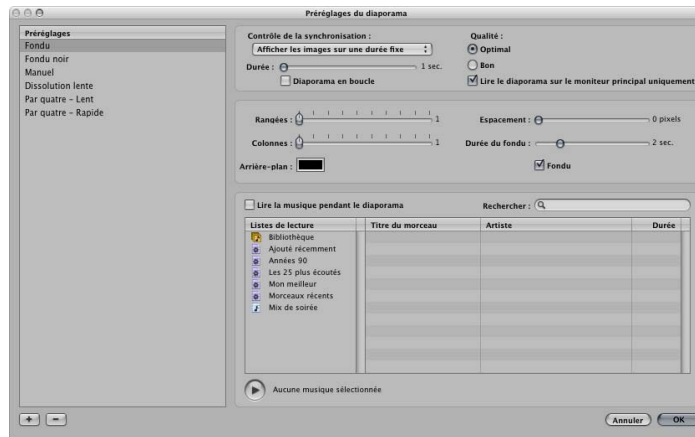 Préréglages du diaporama
Préréglages
Fondu
Fondu noir
Manuel
Dissolution lente
Par quatre – Lent
Par quatre – Rapide
Contrôle de la synchronisation :
Afficher les images sur une durée fixe
Durée :
1 sec.
Diaporama en boucle
Qualité :
Optimal
Bon
Lire le diaporama sur le moniteur principal uniquement
Rangées :
1
Colonnes :
1
Arrière-plan :
Espacement :
0 pixels
Durée du fondu :
2 sec.
Fondu
Lire la musique pendant le diaporama
Rechercher :
Listes de lecture
Titre du morceau
Artiste
Durée
Bibliothèque
Ajouté récemment
Années 90
Les 25 plus écoutés
Mon meilleur
Morceaux récents
Mix de soirée
Aucune musique sélectionnée
+
−
Annuler
OK